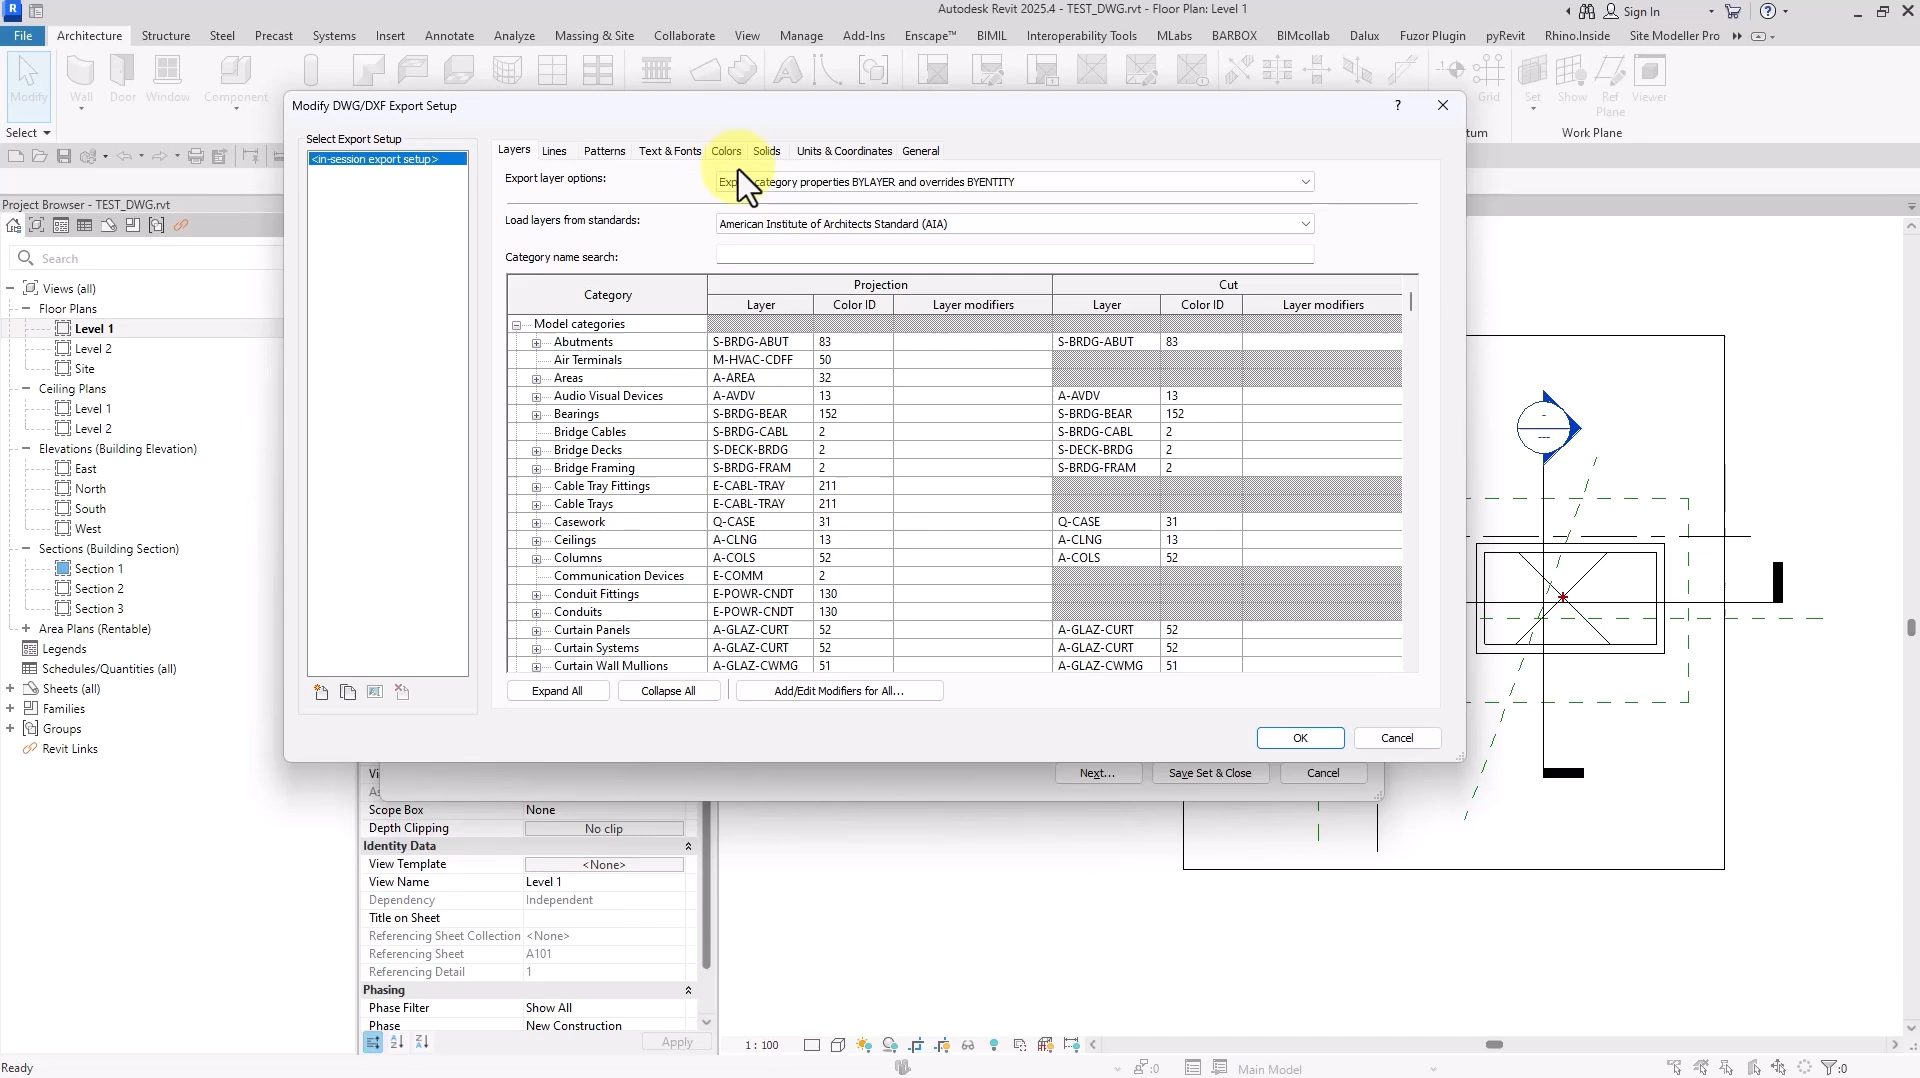 Autodesk Revit 2025.4 - TEST_DWG.rvt - Floor Plan: Level 1
Sign In
File Architecture Structure Steel Precast Systems Insert Annotate Analyze Massing & Site Collaborate View Manage Add-Ins Enscape™ BIMIL Interoperability Tools MLabs BARBOX BIMcollab Dalux Fuzor Plugin pyRevit Rhino.Inside Site Modeller Pro
Modify Wall Door Window Component Grid Set Show Ref Plane Viewer
Select tum Work Plane
Modify DWG/DXF Export Setup
Select Export Setup
<in-session export setup>
Layers Lines Patterns Text & Fonts Colors Solids Units & Coordinates General
Export layer options: category properties BYLAYER and overrides BYENTITY
Load layers from standards: American Institute of Architects Standard (AIA)
Category name search:
Category Projection Cut
Layer Color ID Layer modifiers Layer Color ID Layer modifiers
Model categories
Abutments S-BRDG-ABUT 83 S-BRDG-ABUT 83
Air Terminals M-HVAC-CDFF 50
Areas A-AREA 32
Audio Visual Devices A-AVDV 13 A-AVDV 13
Bearings S-BRDG-BEAR 152 S-BRDG-BEAR 152
Bridge Cables S-BRDG-CABL 2 S-BRDG-CABL 2
Bridge Decks S-DECK-BRDG 2 S-DECK-BRDG 2
Bridge Framing S-BRDG-FRAM 2 S-BRDG-FRAM 2
Cable Tray Fittings E-CABL-TRAY 211
Cable Trays E-CABL-TRAY 211
Casework Q-CASE 31 Q-CASE 31
Ceilings A-CLNG 13 A-CLNG 13
Columns A-COLS 52 A-COLS 52
Communication Devices E-COMM 2
Conduit Fittings E-POWR-CNDT 130
Conduits E-POWR-CNDT 130
Curtain Panels A-GLAZ-CURT 52 A-GLAZ-CURT 52
Curtain Systems A-GLAZ-CURT 52 A-GLAZ-CURT 52
Curtain Wall Mullions A-GLAZ-CWMG 51 A-GLAZ-CWMG 51
Expand All Collapse All Add/Edit Modifiers for All...
OK Cancel
Next... Save Set & Close Cancel
Project Browser - TEST_DWG.rvt
Search
Views (all)
Floor Plans
Level 1
Level 2
Site
Ceiling Plans
Level 1
Level 2
Elevations (Building Elevation)
East
North
South
West
Sections (Building Section)
Section 1
Section 2
Section 3
Area Plans (Rentable)
Legends
Schedules/Quantities (all)
Sheets (all)
Families
Groups
Revit Links
Vi
As
Scope Box None
Depth Clipping No clip
Identity Data
View Template <None>
View Name Level 1
Dependency Independent
Title on Sheet
Referencing Sheet Collection <None>
Referencing Sheet A101
Referencing Detail 1
Phasing
Phase Filter Show All
Phase New Construction
Apply
1 : 100
Ready :0 Main Model :0